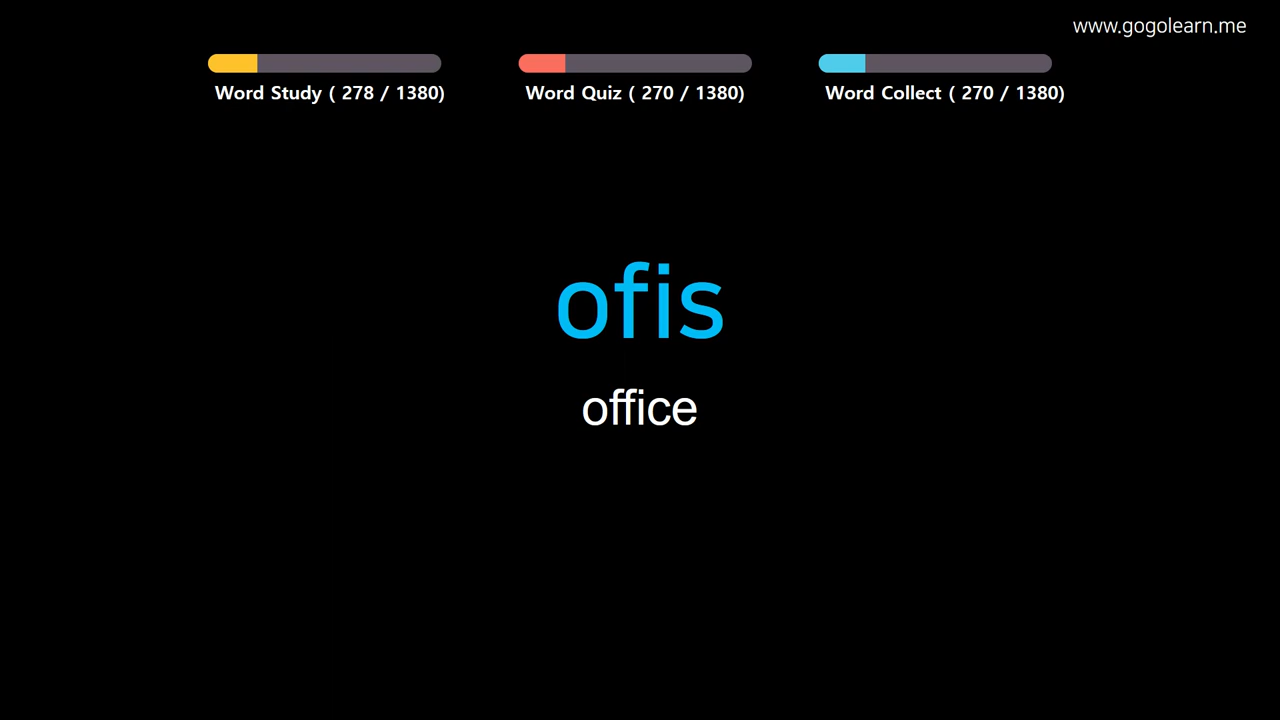 www.gogolearn.me
Word Study ( 278 / 1380)
Word Quiz ( 270 / 1380)
Word Collect ( 270 / 1380)
ofis
office